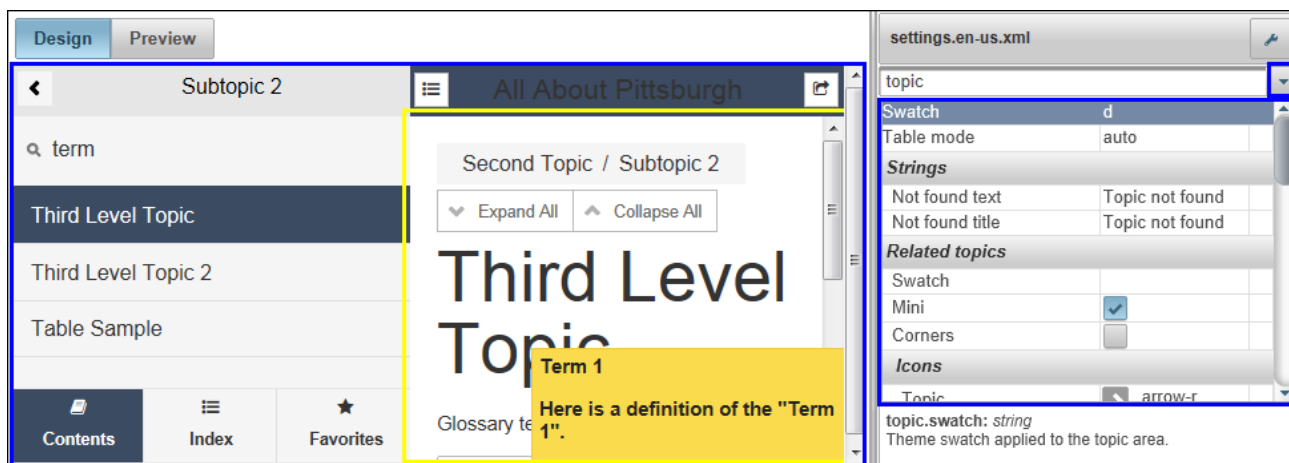 Design Preview
Subtopic 2
term
Third Level Topic
Third Level Topic 2
Table Sample
Contents Index Favorites
All About Pittsburgh
Second Topic / Subtopic 2
Expand All Collapse All
Third Level
Topic
Glossary te
Term 1
Here is a definition of the "Term
1".
settings.en-us.xml
topic
Swatch d
Table mode auto
Strings
Not found text Topic not found
Not found title Topic not found
Related topics
Swatch
Mini
Corners
Icons
Topic arrow-r
topic.swatch: string
Theme swatch applied to the topic area.